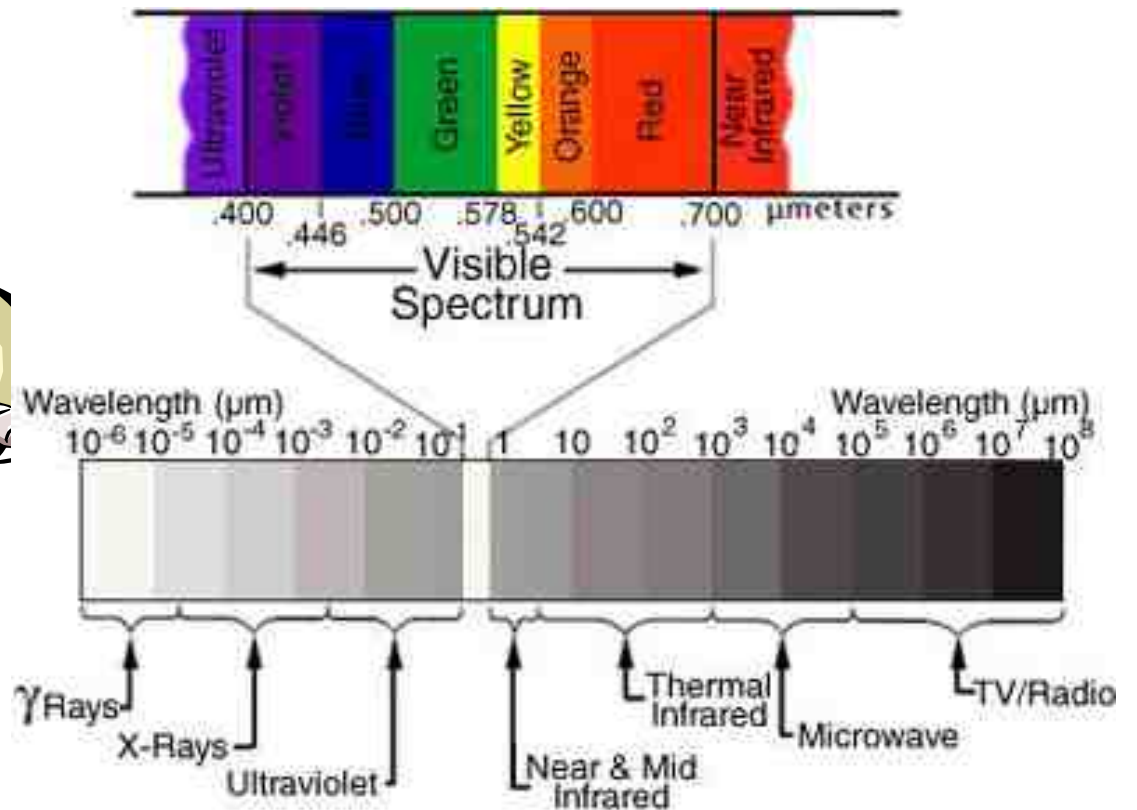 Ultraviolet
Violet
Blue
Green
Yellow
Orange
Red
Near
Infrared
.400
.446
.500
.578
.542
.600
.700
µmeters
Visible
Spectrum
Wavelength (µm)
Wavelength (µm)
10⁻⁶ 10⁻⁵ 10⁻⁴ 10⁻³ 10⁻² 10⁻¹ 1 10 10² 10³ 10⁴ 10⁵ 10⁶ 10⁷ 10⁸
γ Rays
X-Rays
Ultraviolet
Near & Mid
Infrared
Thermal
Infrared
Microwave
TV/Radio